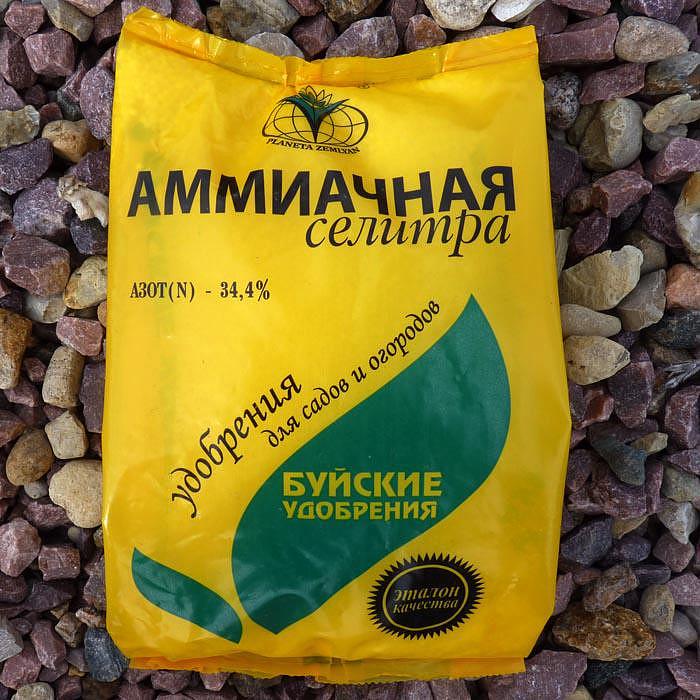 PLANETA ZEMLYAN
АММИАЧНАЯ
селитра
АЗОТ(N) - 34,4%
удобрения
для садов и огородов
БУЙСКИЕ
УДОБРЕНИЯ
эталон
качества